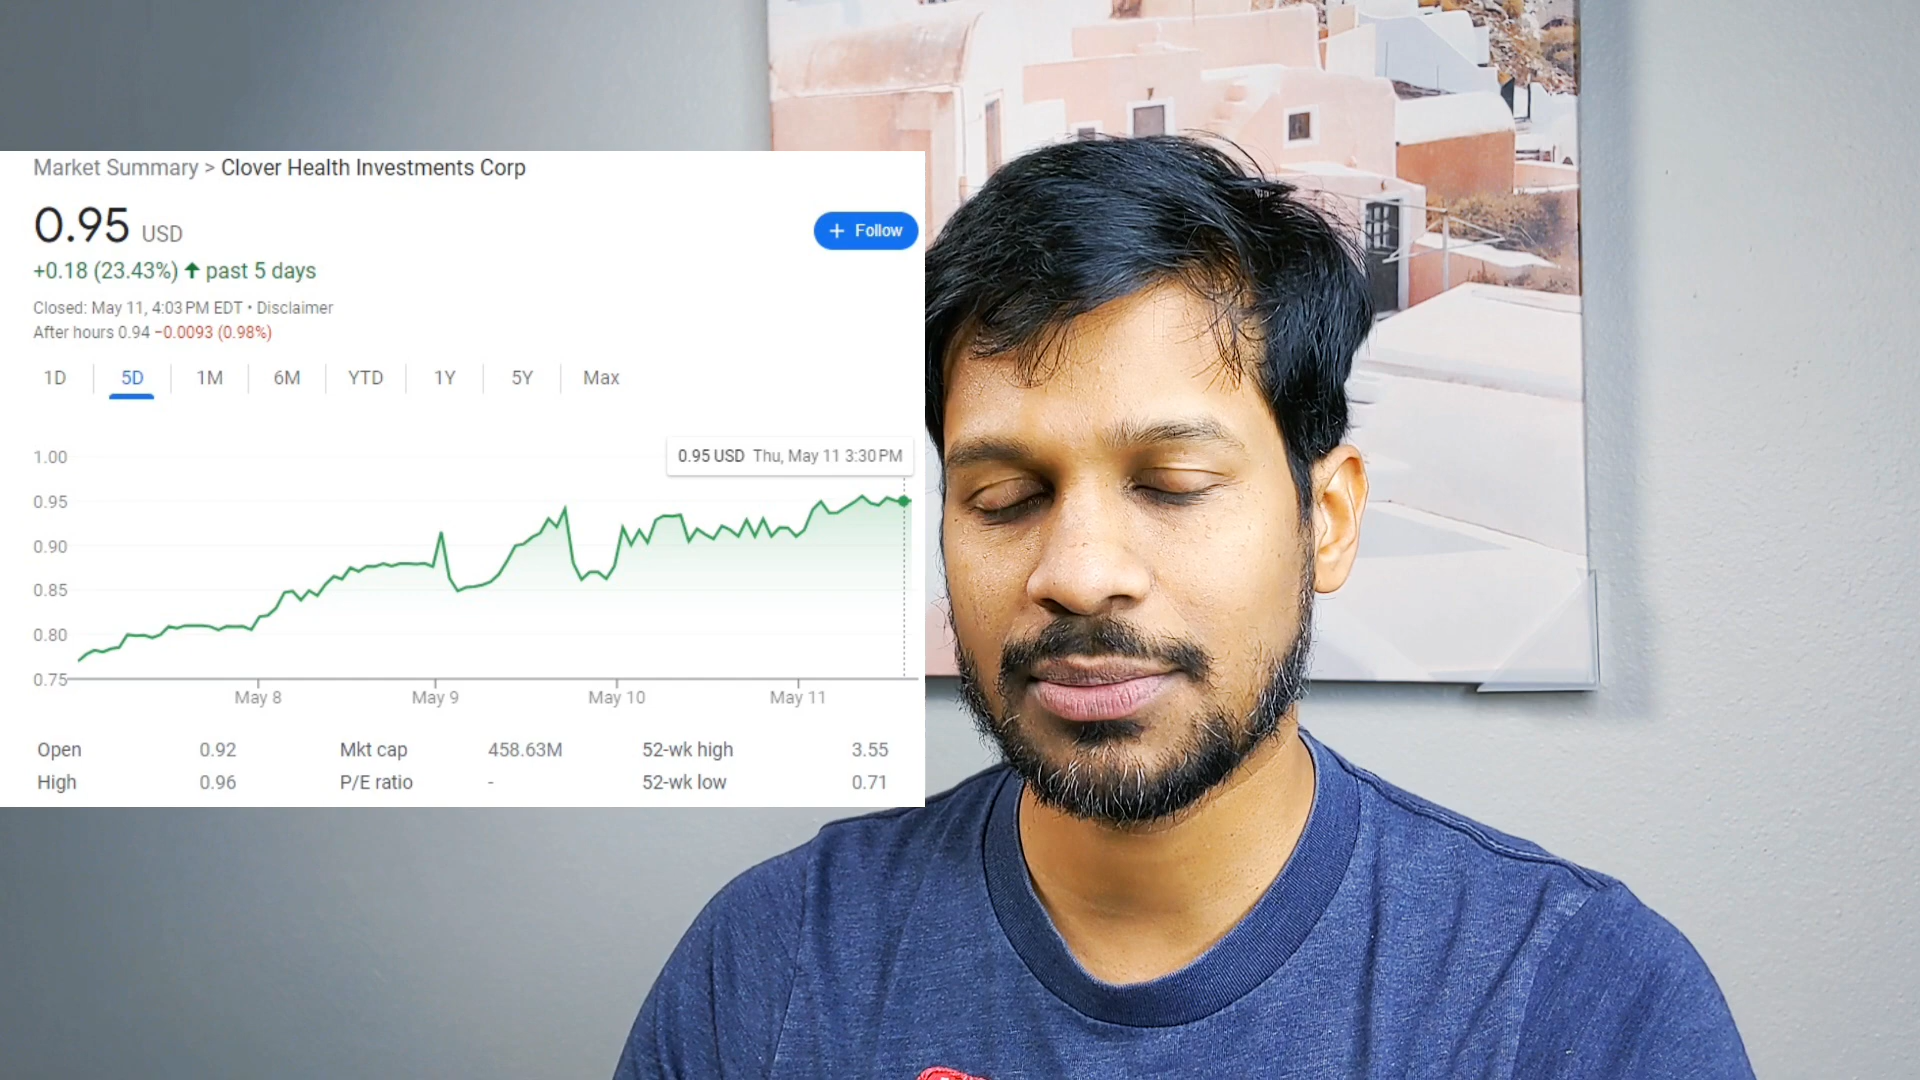 Market Summary > Clover Health Investments Corp
0.95 USD
+ Follow
+0.18 (23.43%) ↑ past 5 days
Closed: May 11, 4:03 PM EDT • Disclaimer
After hours 0.94 −0.0093 (0.98%)
1D 5D 1M 6M YTD 1Y 5Y Max
0.95 USD Thu, May 11 3:30 PM
1.00
0.95
0.90
0.85
0.80
0.75
May 8 May 9 May 10 May 11
Open 0.92 Mkt cap 458.63M 52-wk high 3.55
High 0.96 P/E ratio - 52-wk low 0.71